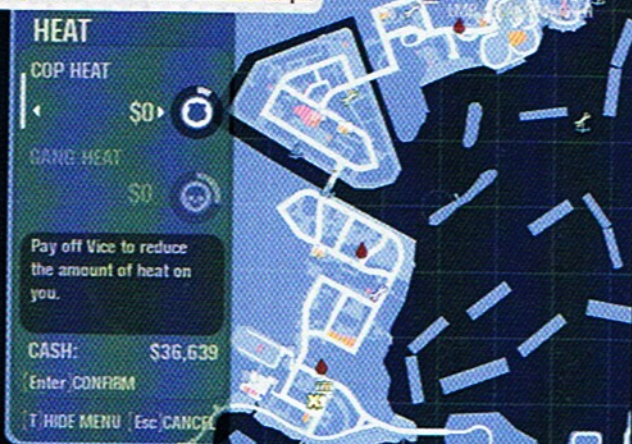 HEAT
COP HEAT
$0
GANG HEAT
$0
Pay off Vice to reduce
the amount of heat on
you.
CASH: $36,639
[Enter] CONFIRM
[T] HIDE MENU [Esc] CANCEL